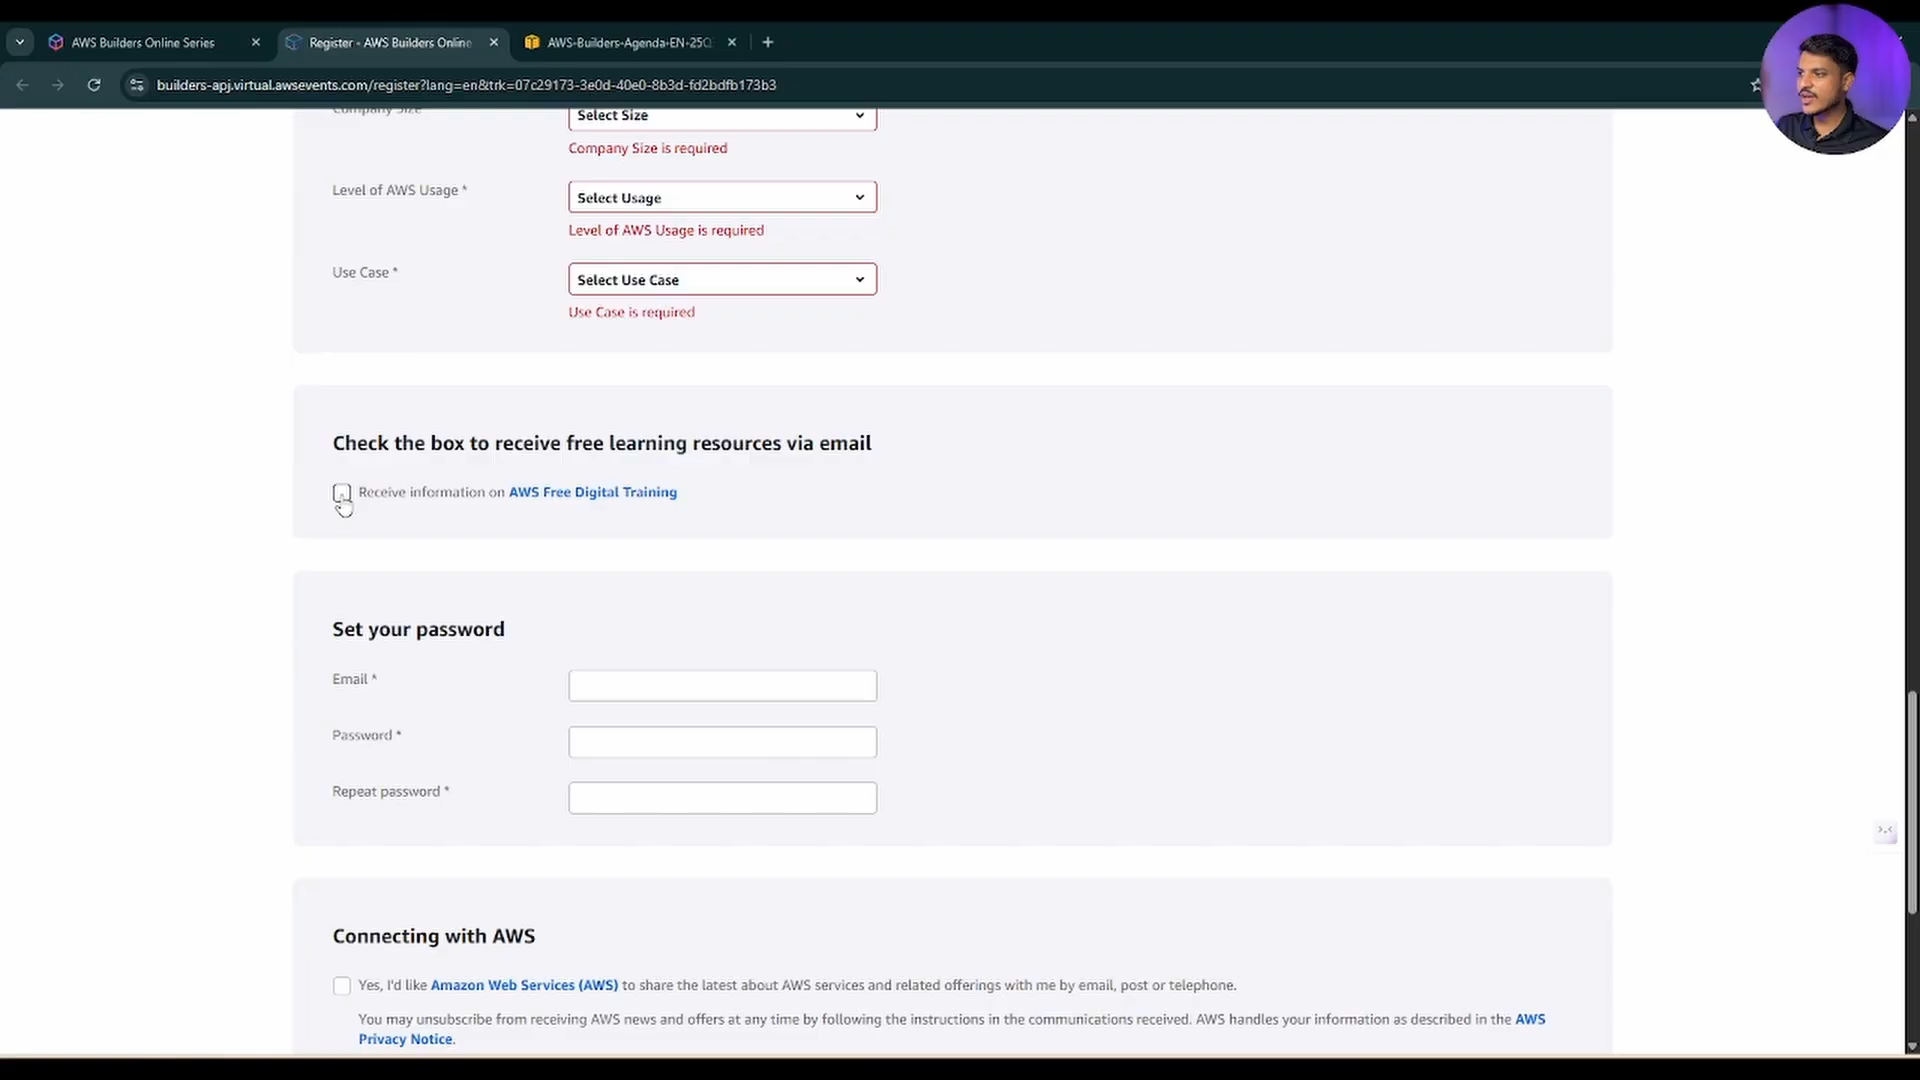 AWS Builders Online Series
Register - AWS Builders Online
AWS-Builders-Agenda-EN-25Q
builders-apj.virtual.awsevents.com/register?lang=en&trk=07c29173-3e0d-40e0-8b3d-fd2bdfb173b3
Company Size
Select Size
Company Size is required
Level of AWS Usage *
Select Usage
Level of AWS Usage is required
Use Case *
Select Use Case
Use Case is required
Check the box to receive free learning resources via email
Receive information on AWS Free Digital Training
Set your password
Email *
Password *
Repeat password *
Connecting with AWS
Yes, I'd like Amazon Web Services (AWS) to share the latest about AWS services and related offerings with me by email, post or telephone.
You may unsubscribe from receiving AWS news and offers at any time by following the instructions in the communications received. AWS handles your information as described in the AWS
Privacy Notice.